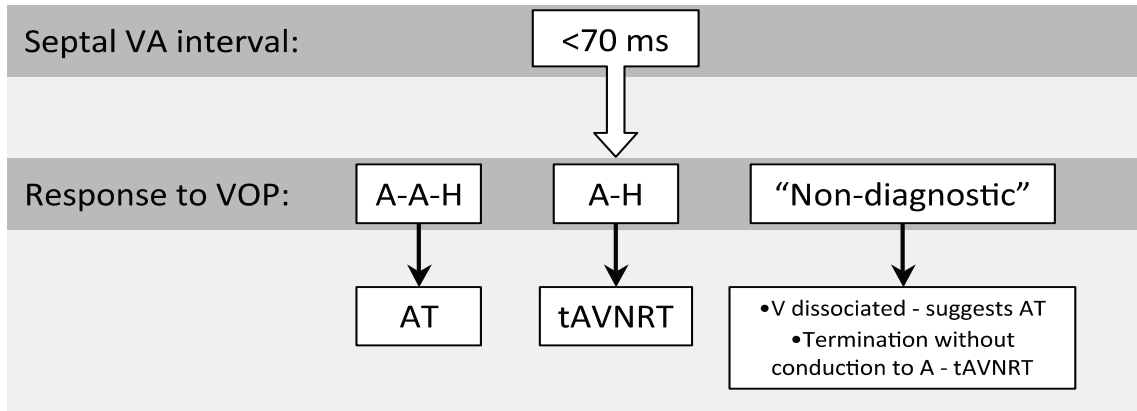 Septal VA interval:
<70 ms
Response to VOP:
A-A-H
A-H
“Non-diagnostic”
AT
tAVNRT
•V dissociated - suggests AT
•Termination without
conduction to A - tAVNRT